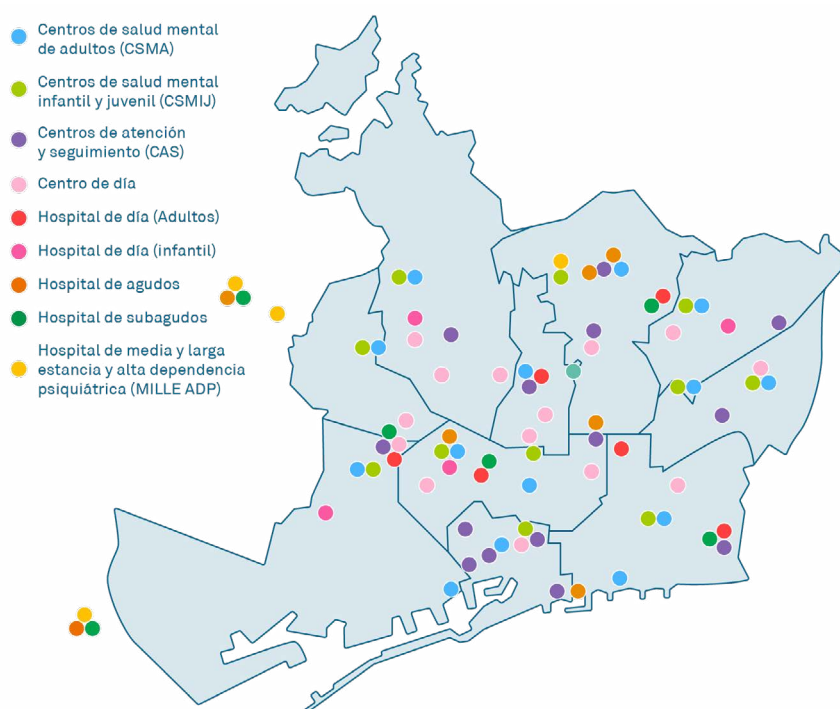 Centros de salud mental
de adultos (CSMA)
Centros de salud mental
infantil y juvenil (CSMIJ)
Centros de atención
y seguimiento (CAS)
Centro de día
Hospital de día (Adultos)
Hospital de día (infantil)
Hospital de agudos
Hospital de subagudos
Hospital de media y larga
estancia y alta dependencia
psiquiátrica (MILLE ADP)